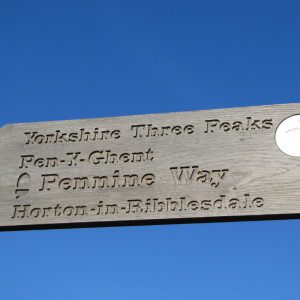 Yorkshire Three Peaks
Pen-Y-Ghent
Pennine Way
Horton-in-Ribblesdale